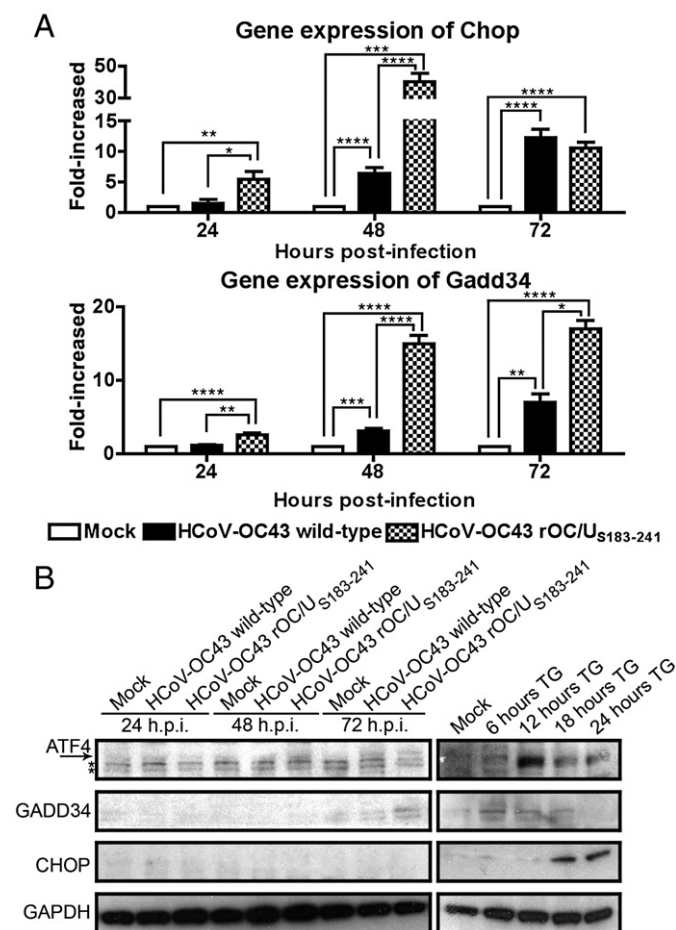 A
Gene expression of Chop
Fold-increased
50
30
15
10
5
0
** * **** *** **** **** ****
24 48 72
Hours post-infection
Gene expression of Gadd34
Fold-increased
20
10
0
**** ** *** **** **** ** **** *
24 48 72
Hours post-infection
Mock HCoV-OC43 wild-type HCoV-OC43 rOC/US183-241
B
Mock HCoV-OC43 wild-type HCoV-OC43 rOC/US183-241 Mock HCoV-OC43 wild-type HCoV-OC43 rOC/US183-241 Mock HCoV-OC43 wild-type HCoV-OC43 rOC/US183-241
24 h.p.i. 48 h.p.i. 72 h.p.i.
Mock 6 hours TG 12 hours TG 18 hours TG 24 hours TG
ATF4
*
*
GADD34
CHOP
GAPDH